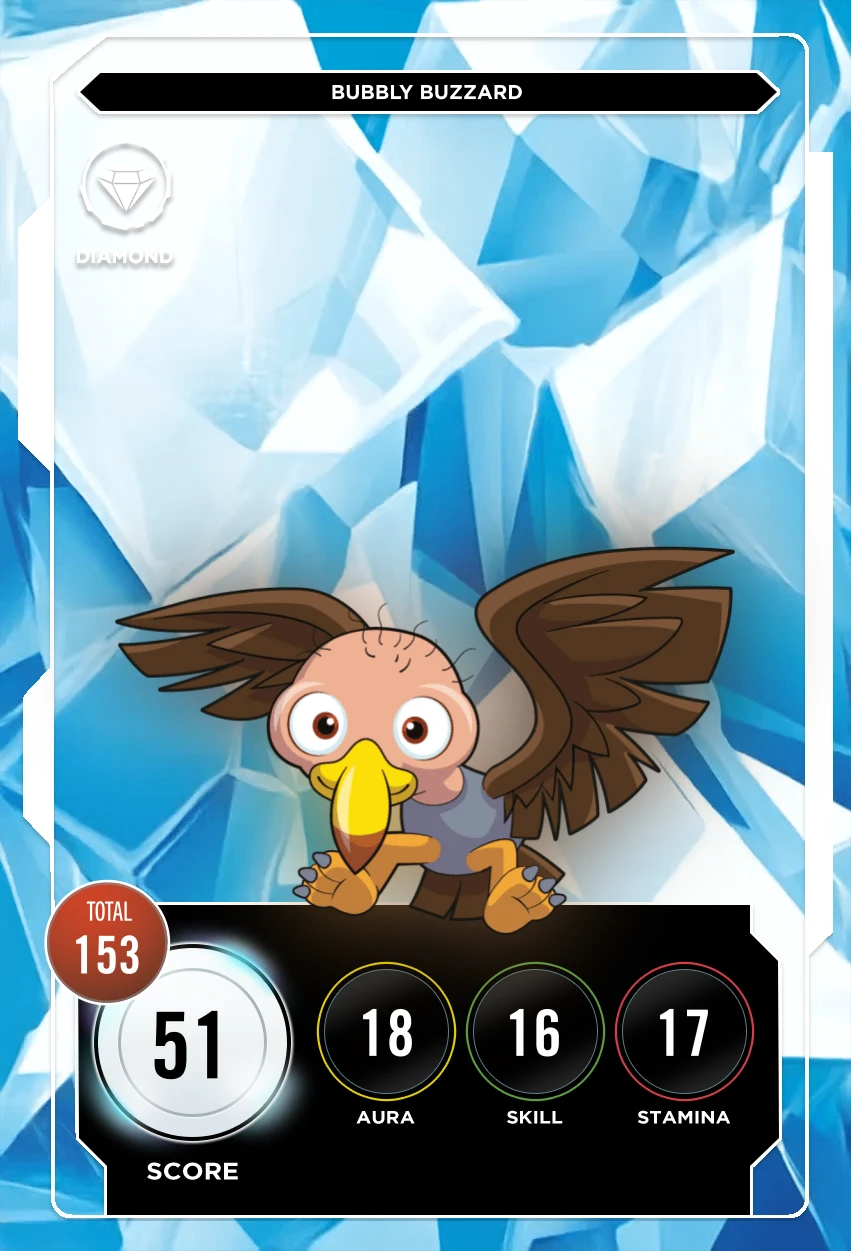 BUBBLY BUZZARD
DIAMOND
TOTAL
153
51
18
16
17
AURA
SKILL
STAMINA
SCORE